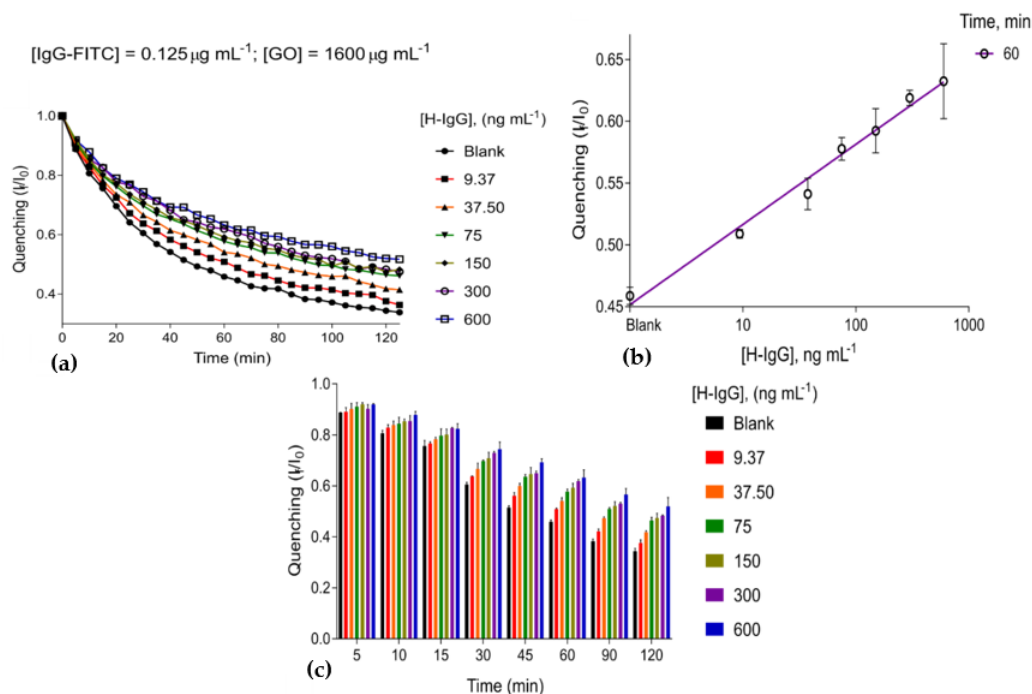 [IgG-FITC] = 0.125 µg mL⁻¹; [GO] = 1600 µg mL⁻¹
Quenching (I/I₀)
1.0
0.8
0.6
0.4
0
20
40
60
80
100
120
Time (min)
(a)
[H-IgG], (ng mL⁻¹)
Blank
9.37
37.50
75
150
300
600
Time, min
60
Quenching (I/I₀)
0.65
0.60
0.55
0.50
0.45
Blank
10
100
1000
[H-IgG], ng mL⁻¹
(b)
Quenching (I/I₀)
1.0
0.8
0.6
0.4
0.2
0.0
5
10
15
30
45
60
90
120
Time (min)
(c)
[H-IgG], (ng mL⁻¹)
Blank
9.37
37.50
75
150
300
600